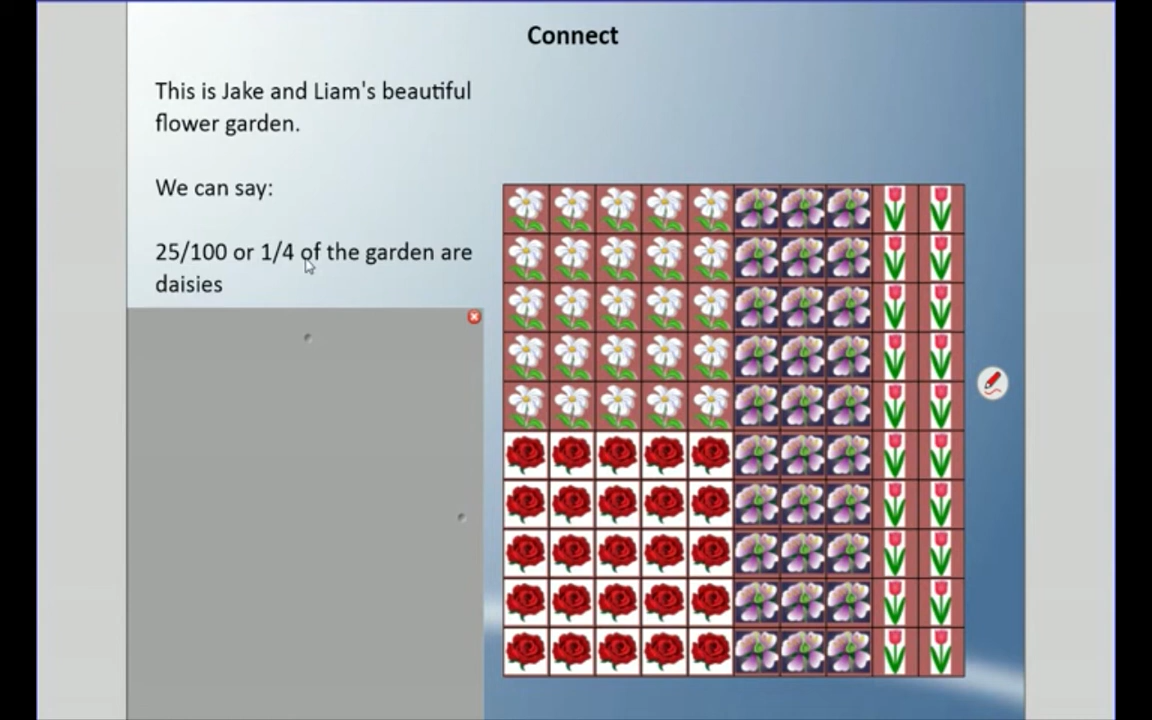 Connect
This is Jake and Liam's beautiful
flower garden.
We can say:
25/100 or 1/4 of the garden are
daisies